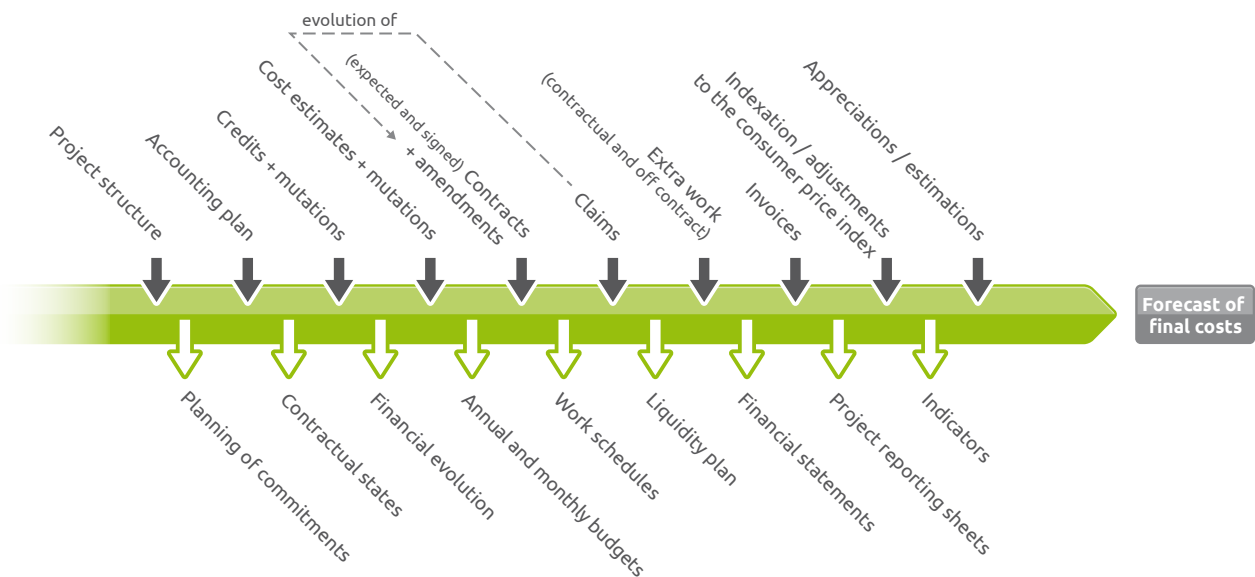 evolution of
Project structure
Accounting plan
Credits + mutations
Cost estimates + mutations
(expected and signed) Contracts
+ amendments
Claims
Extra work
(contractual and off contract)
Invoices
Indexation / adjustments
to the consumer price index
Appreciations / estimations
Forecast of
final costs
Planning of commitments
Contractual states
Financial evolution
Annual and monthly budgets
Work schedules
Liquidity plan
Financial statements
Project reporting sheets
Indicators